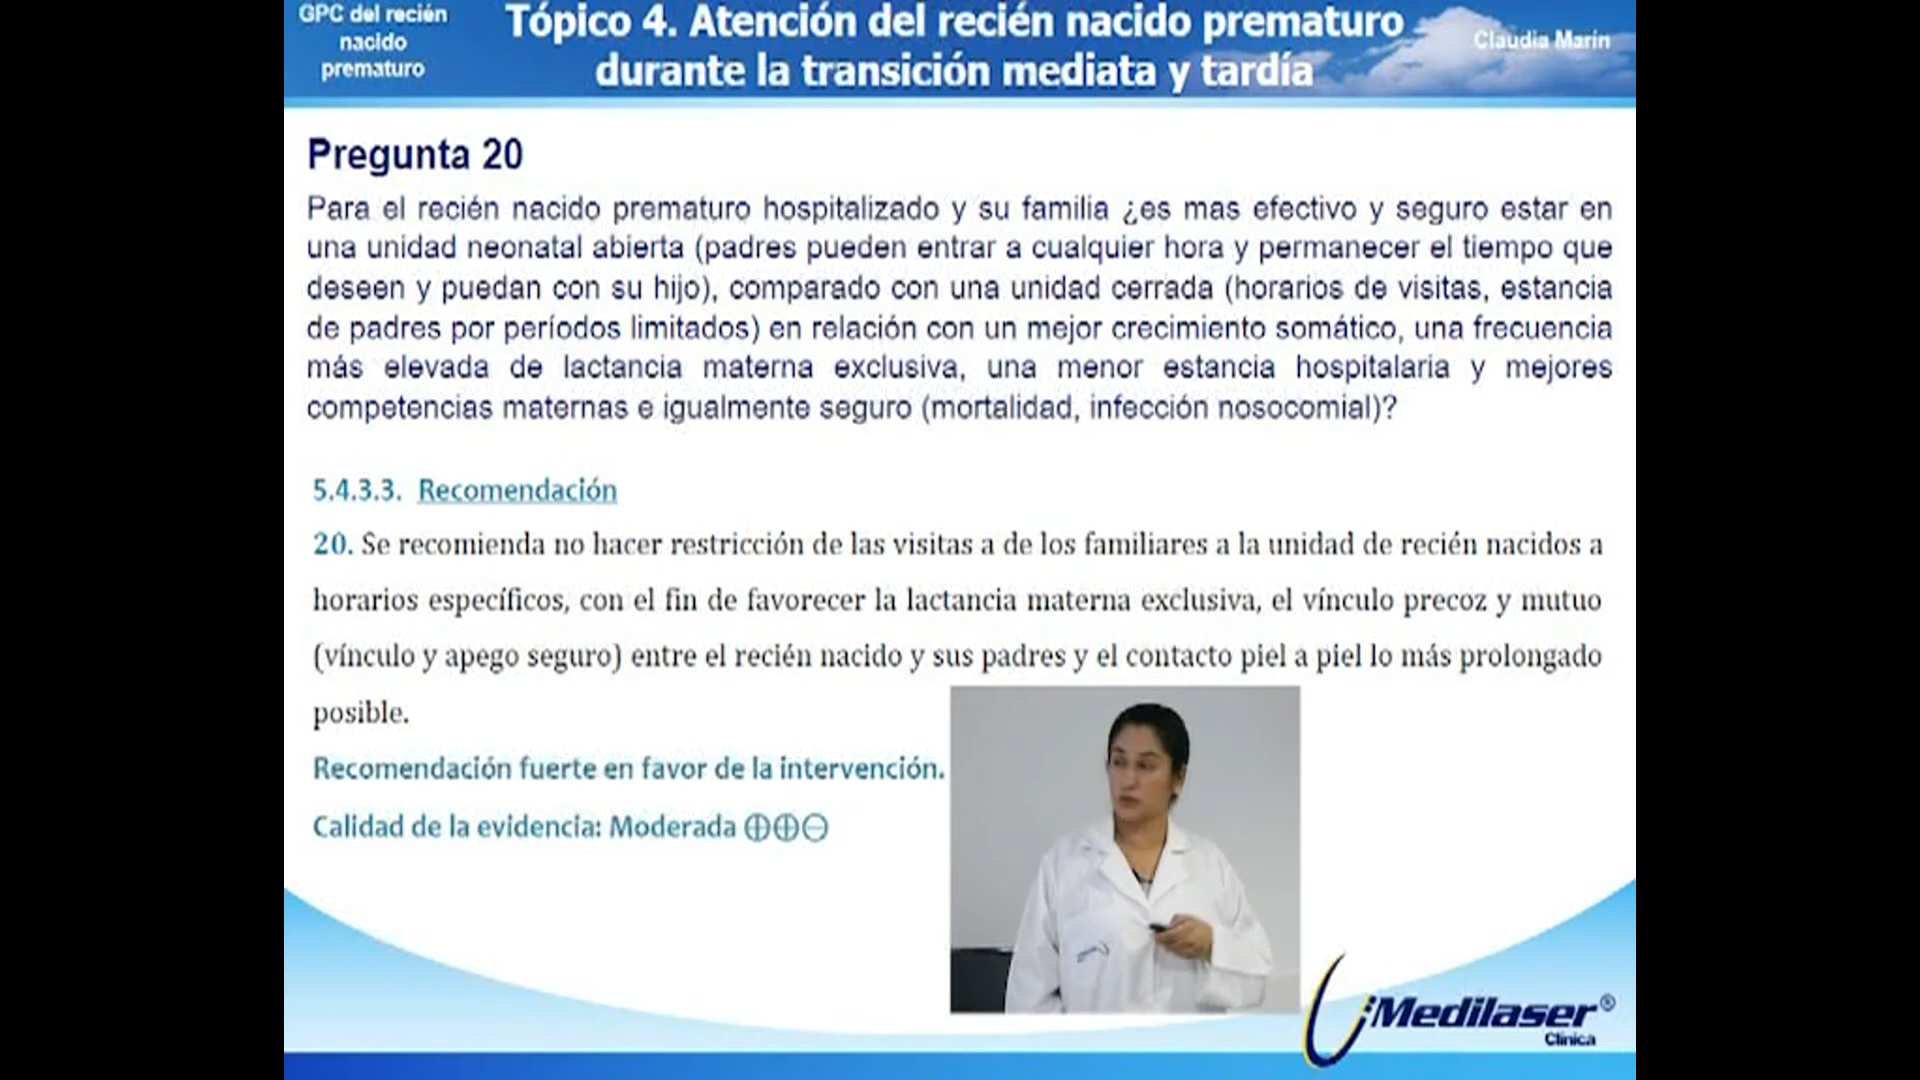 GPC del recién
nacido
prematuro
Tópico 4. Atención del recién nacido prematuro
durante la transición mediata y tardía
Claudia Marín
Pregunta 20
Para el recién nacido prematuro hospitalizado y su familia ¿es mas efectivo y seguro estar en
una unidad neonatal abierta (padres pueden entrar a cualquier hora y permanecer el tiempo que
deseen y puedan con su hijo), comparado con una unidad cerrada (horarios de visitas, estancia
de padres por períodos limitados) en relación con un mejor crecimiento somático, una frecuencia
más elevada de lactancia materna exclusiva, una menor estancia hospitalaria y mejores
competencias maternas e igualmente seguro (mortalidad, infección nosocomial)?
5.4.3.3. Recomendación
20. Se recomienda no hacer restricción de las visitas a de los familiares a la unidad de recién nacidos a
horarios específicos, con el fin de favorecer la lactancia materna exclusiva, el vínculo precoz y mutuo
(vínculo y apego seguro) entre el recién nacido y sus padres y el contacto piel a piel lo más prolongado
posible.
Recomendación fuerte en favor de la intervención.
Calidad de la evidencia: Moderada ⊕⊕⊖
Medilaser®
Clínica